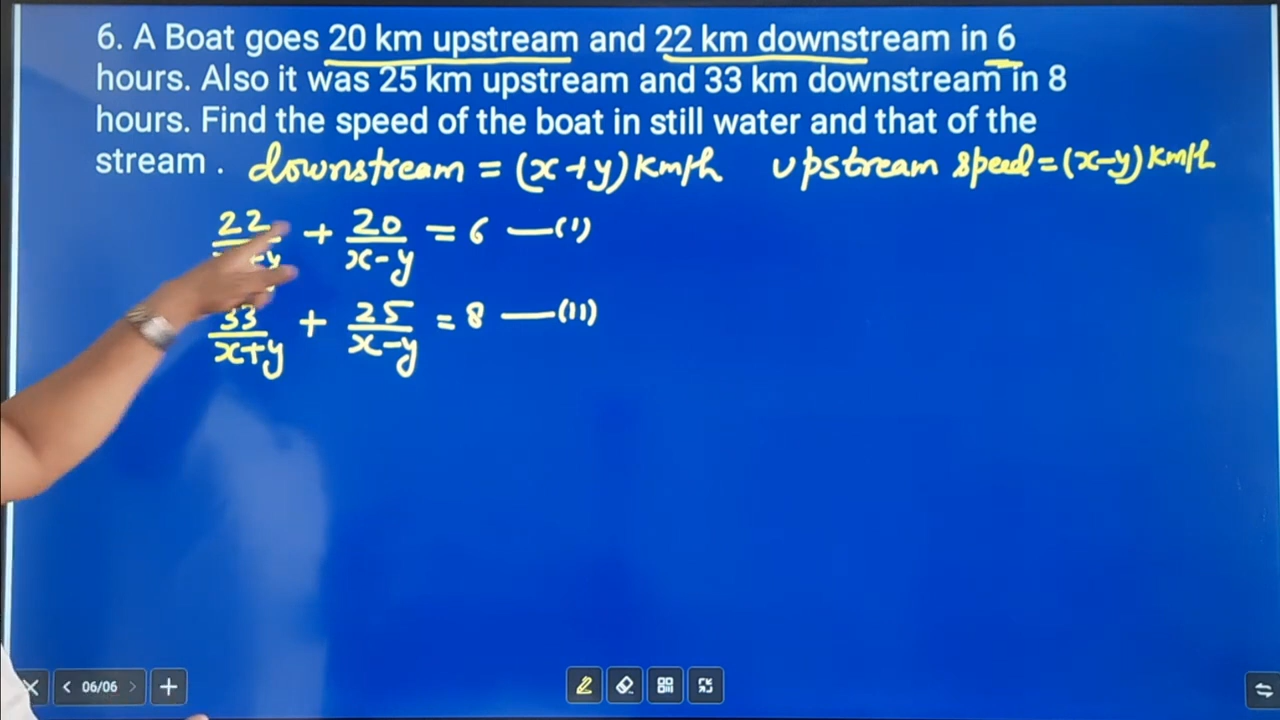 6. A Boat goes 20 km upstream and 22 km downstream in 6
hours. Also it was 25 km upstream and 33 km downstream in 8
hours. Find the speed of the boat in still water and that of the
stream . downstream = (x+y) Km/h upstream speed = (x-y) Km/h
22/ + 20/x-y = 6 —(I)
33/x+y + 25/x-y = 8 —(II)
06/06